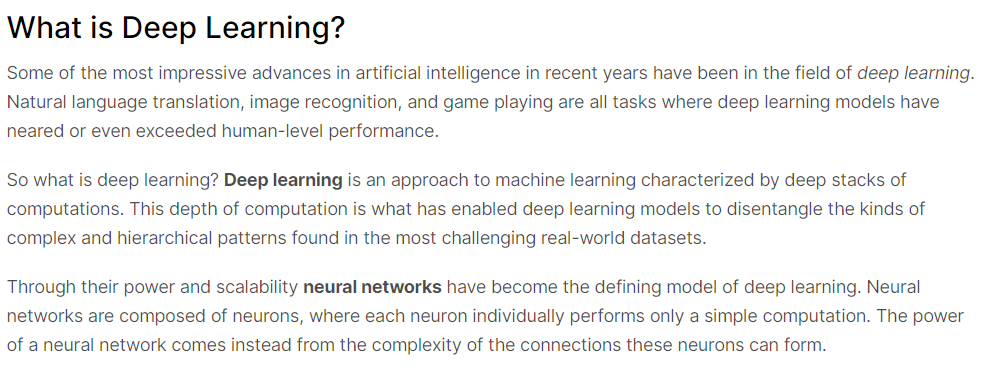 What is Deep Learning?
Some of the most impressive advances in artificial intelligence in recent years have been in the field of deep learning.
Natural language translation, image recognition, and game playing are all tasks where deep learning models have
neared or even exceeded human-level performance.
So what is deep learning? Deep learning is an approach to machine learning characterized by deep stacks of
computations. This depth of computation is what has enabled deep learning models to disentangle the kinds of
complex and hierarchical patterns found in the most challenging real-world datasets.
Through their power and scalability neural networks have become the defining model of deep learning. Neural
networks are composed of neurons, where each neuron individually performs only a simple computation. The power
of a neural network comes instead from the complexity of the connections these neurons can form.